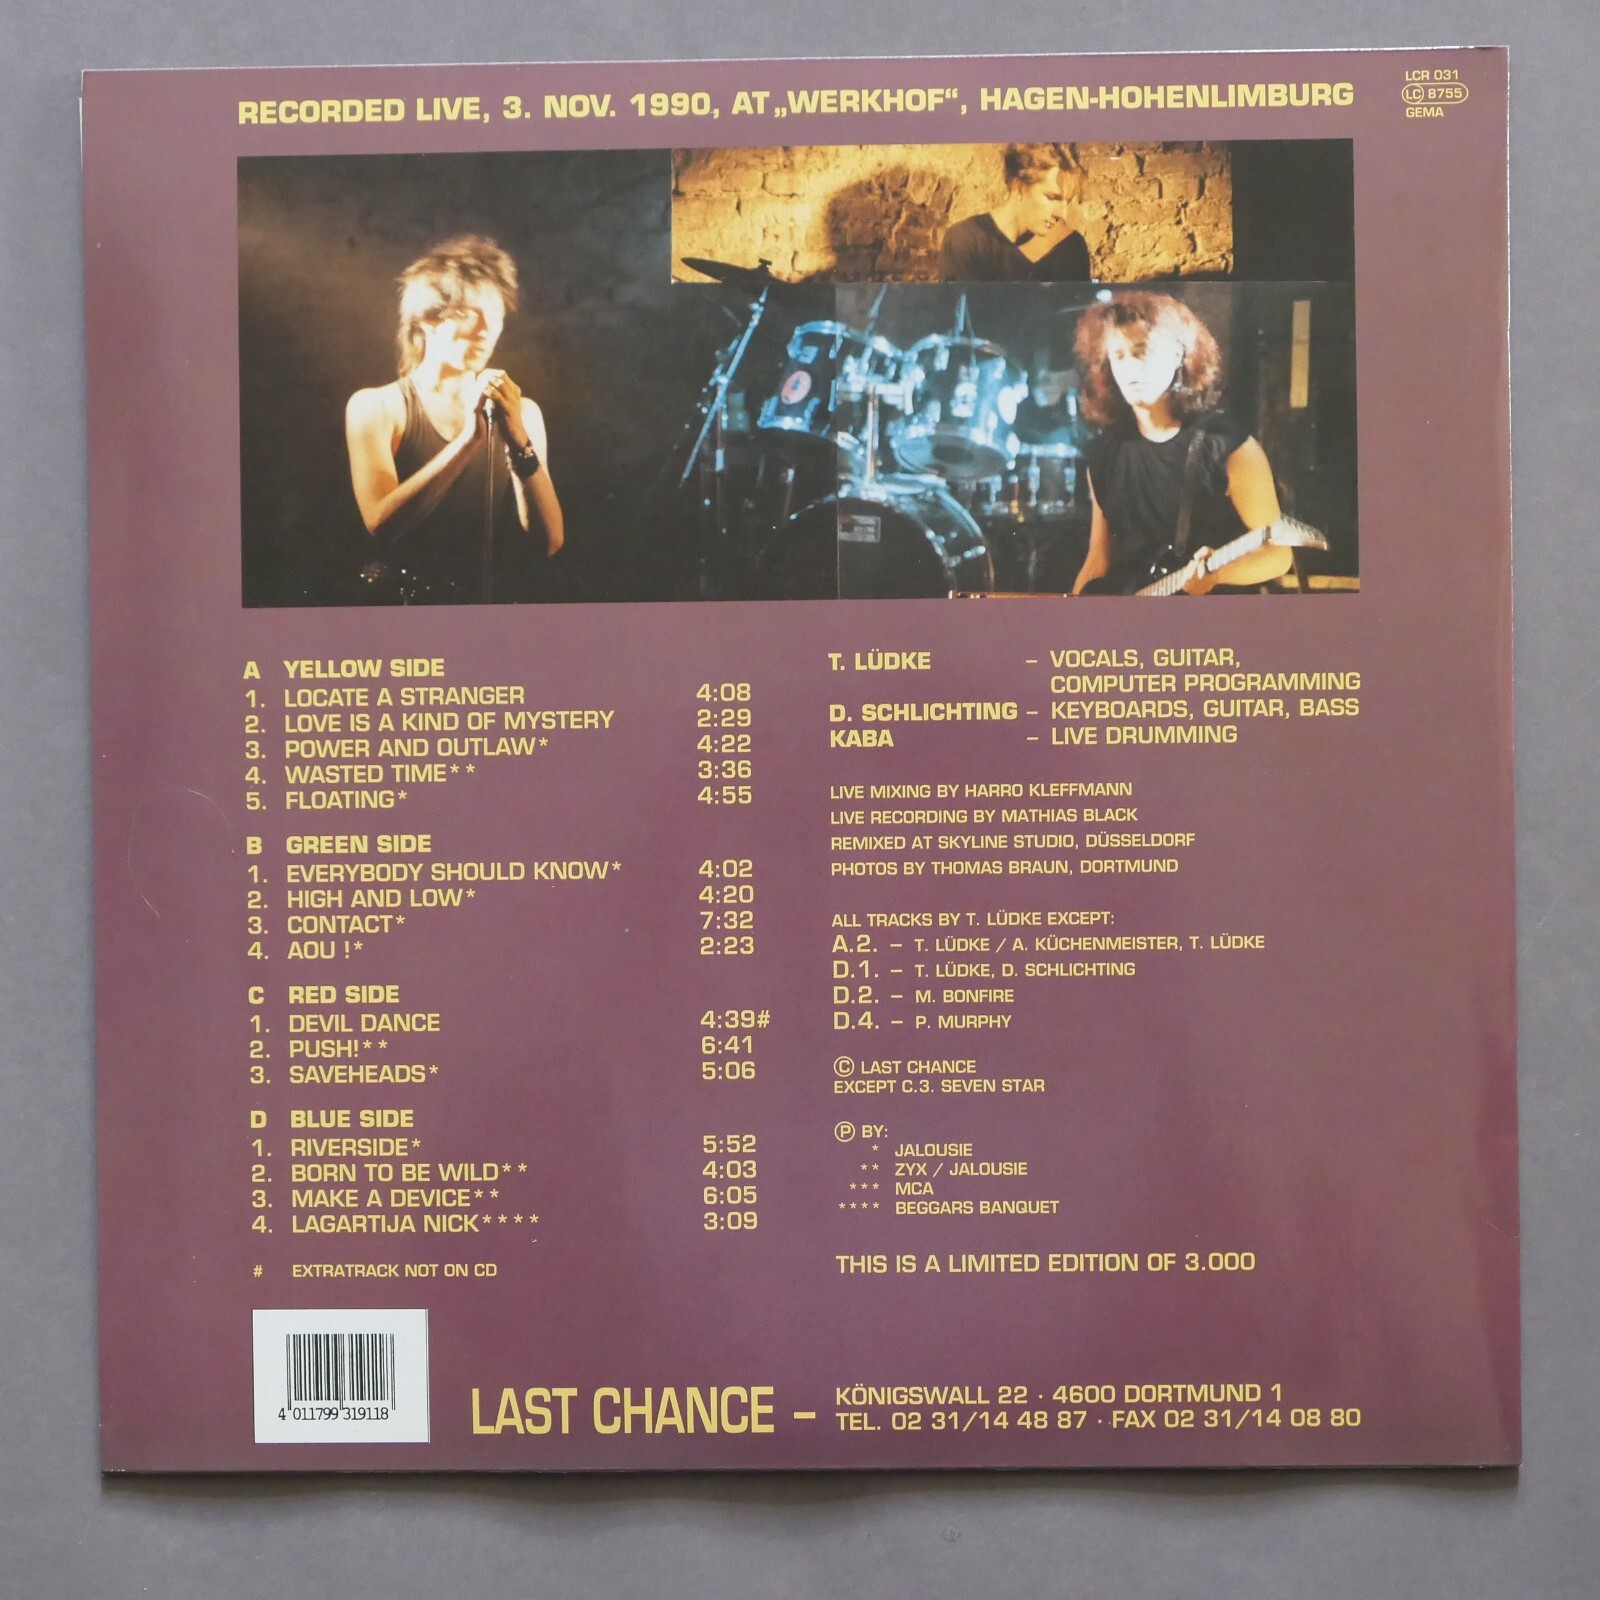 LCR 031
LC 8755
GEMA
RECORDED LIVE, 3. NOV. 1990, AT „WERKHOF“, HAGEN-HOHENLIMBURG
A YELLOW SIDE
1. LOCATE A STRANGER 4:08
2. LOVE IS A KIND OF MYSTERY 2:29
3. POWER AND OUTLAW* 4:22
4. WASTED TIME** 3:36
5. FLOATING* 4:55
B GREEN SIDE
1. EVERYBODY SHOULD KNOW* 4:02
2. HIGH AND LOW* 4:20
3. CONTACT* 7:32
4. AOU !* 2:23
C RED SIDE
1. DEVIL DANCE 4:39#
2. PUSH!** 6:41
3. SAVEHEADS* 5:06
D BLUE SIDE
1. RIVERSIDE* 5:52
2. BORN TO BE WILD** 4:03
3. MAKE A DEVICE** 6:05
4. LAGARTIJA NICK**** 3:09
# EXTRATRACK NOT ON CD
T. LÜDKE – VOCALS, GUITAR,
COMPUTER PROGRAMMING
D. SCHLICHTING – KEYBOARDS, GUITAR, BASS
KABA – LIVE DRUMMING
LIVE MIXING BY HARRO KLEFFMANN
LIVE RECORDING BY MATHIAS BLACK
REMIXED AT SKYLINE STUDIO, DÜSSELDORF
PHOTOS BY THOMAS BRAUN, DORTMUND
ALL TRACKS BY T. LÜDKE EXCEPT:
A.2. – T. LÜDKE / A. KÜCHENMEISTER, T. LÜDKE
D.1. – T. LÜDKE, D. SCHLICHTING
D.2. – M. BONFIRE
D.4. – P. MURPHY
© LAST CHANCE
EXCEPT C.3. SEVEN STAR
Ⓟ BY:
* JALOUSIE
** ZYX / JALOUSIE
*** MCA
**** BEGGARS BANQUET
THIS IS A LIMITED EDITION OF 3.000
4 011799 319118
LAST CHANCE – KÖNIGSWALL 22 · 4600 DORTMUND 1
TEL. 02 31/14 48 87 · FAX 02 31/14 08 80